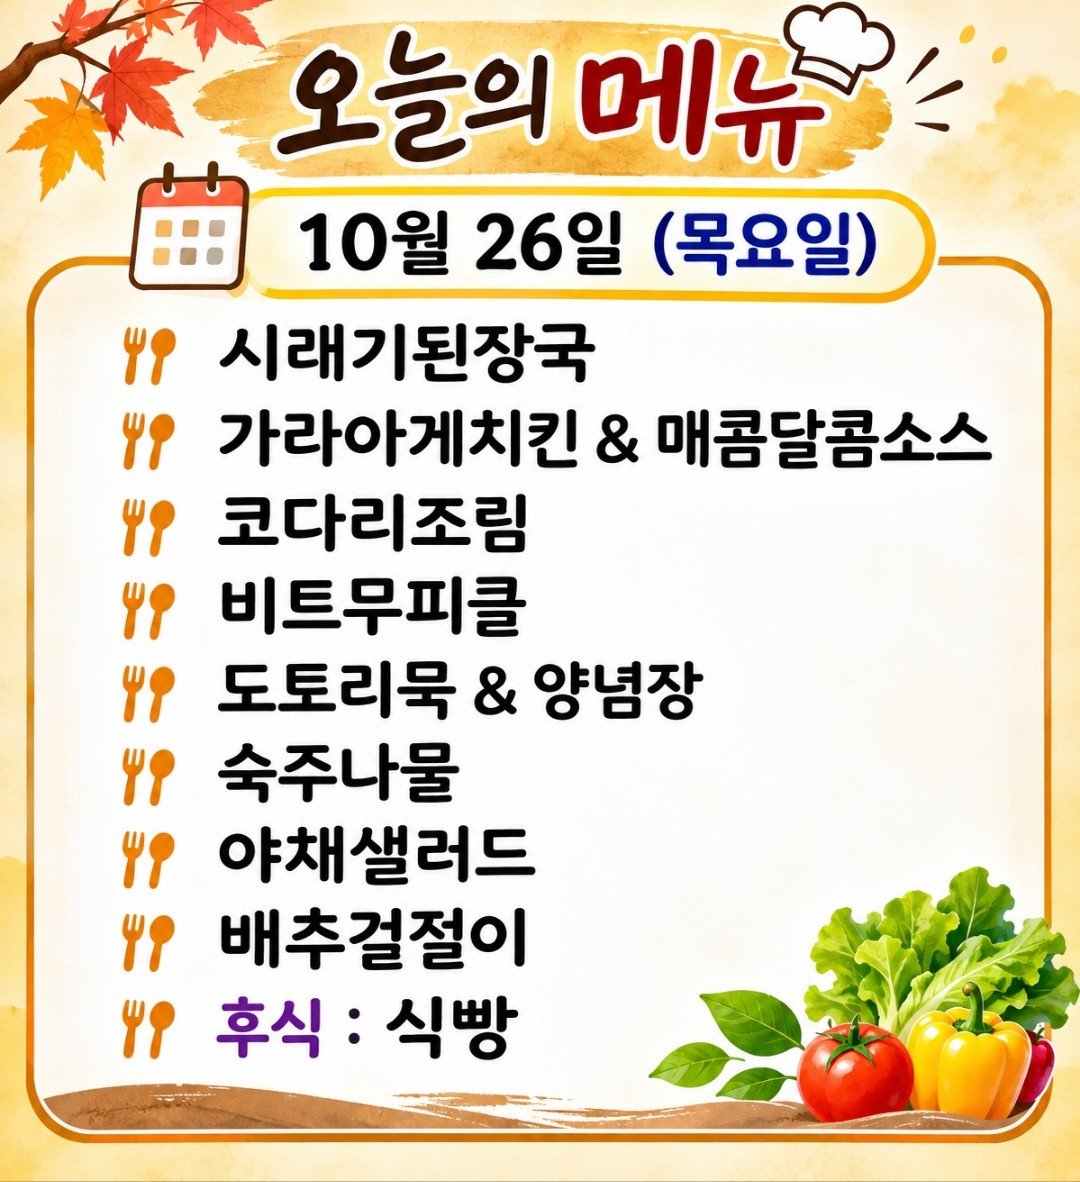 오늘의 메뉴
10월 26일 (목요일)
시래기된장국
가라아게치킨 & 매콤달콤소스
코다리조림
비트무피클
도토리묵 & 양념장
숙주나물
야채샐러드
배추겉절이
후식 : 식빵